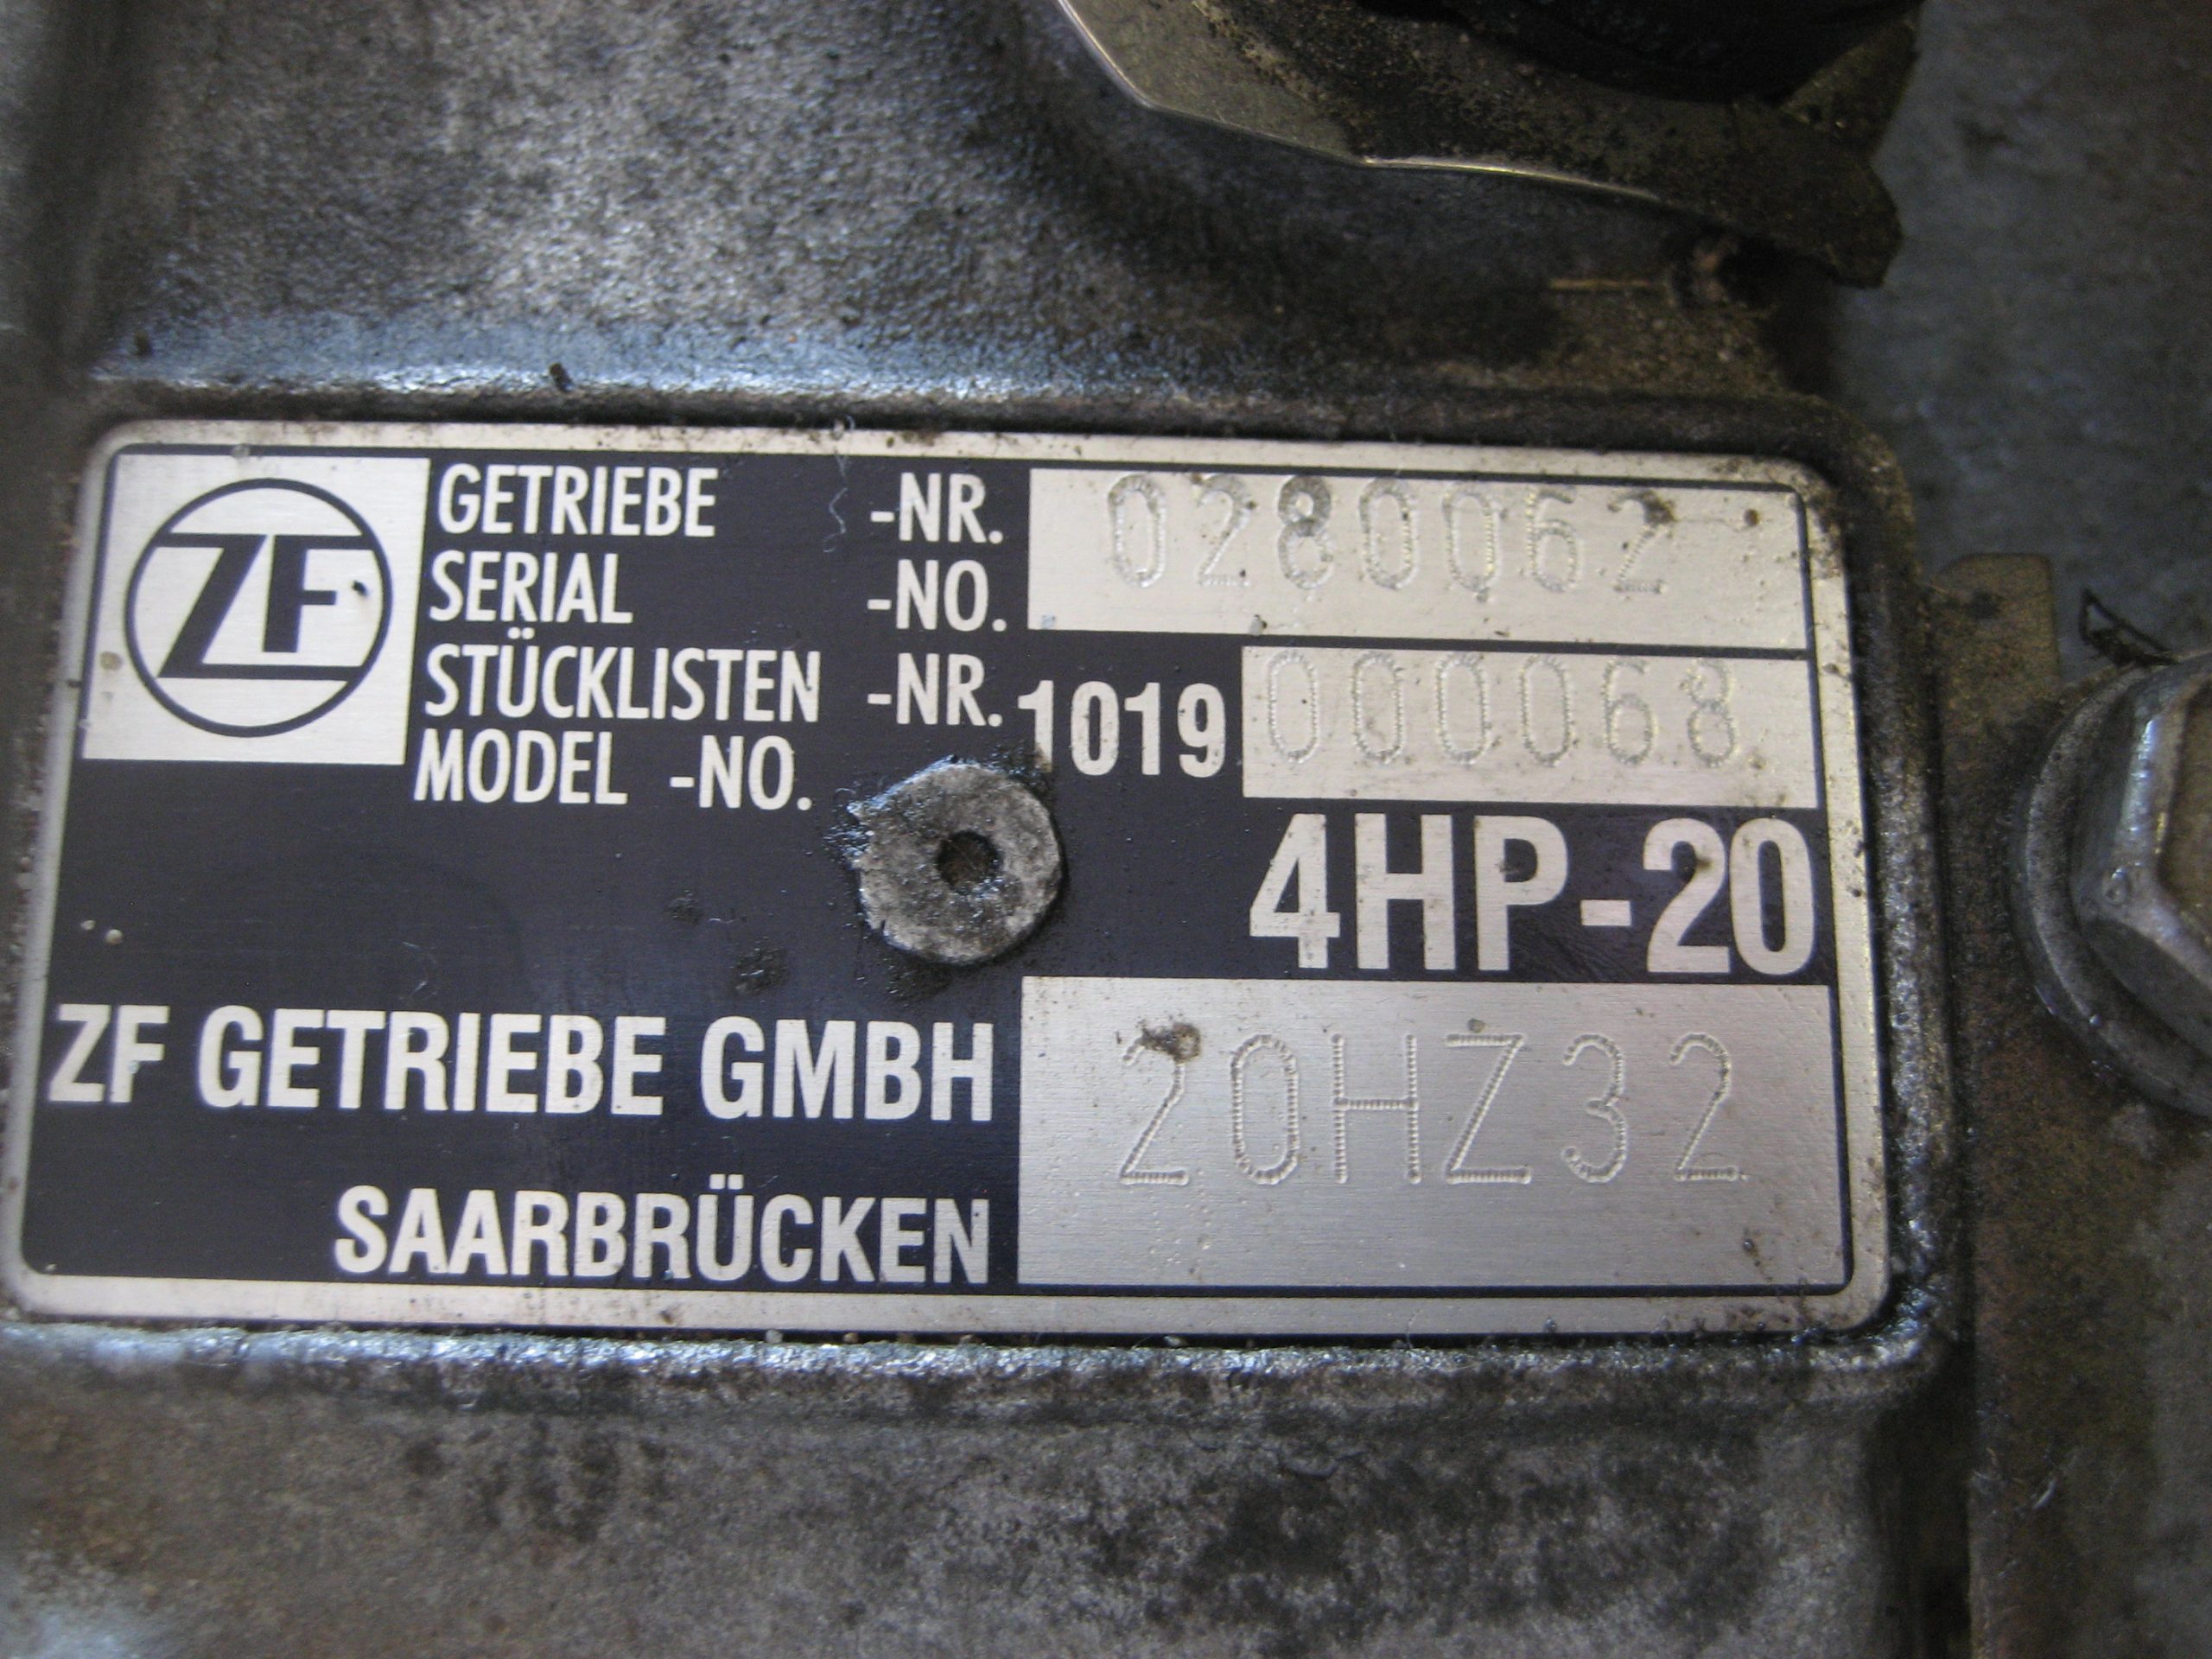 ZF
GETRIEBE -NR. 0280062
SERIAL -NO.
STÜCKLISTEN -NR. 1019 000068
MODEL -NO.
4HP-20
ZF GETRIEBE GMBH 20HZ32
SAARBRÜCKEN